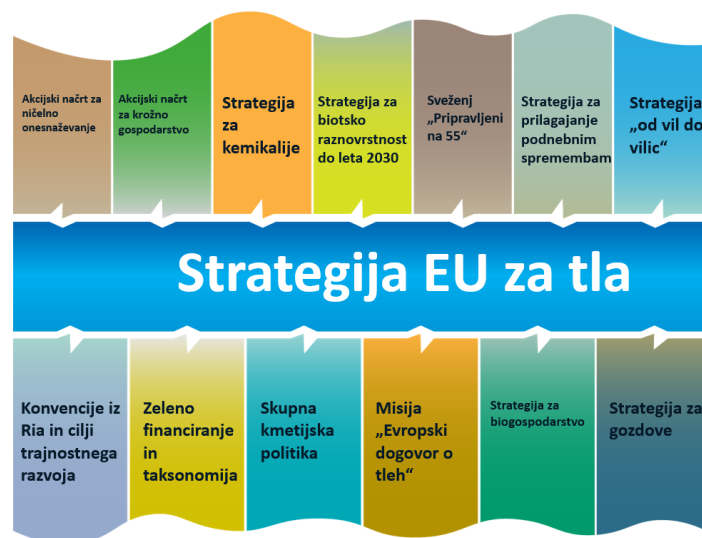 Akcijski načrt za
ničelno
onesnaževanje
Akcijski načrt
za krožno
gospodarstvo
Strategija
za
kemikalije
Strategija za
biotsko
raznovrstnost
do leta 2030
Sveženj
„Pripravljeni
na 55“
Strategija za
prilagajanje
podnebnim
spremembam
Strategija
„od vil do
vilic“
Strategija EU za tla
Konvencije iz
Ria in cilji
trajnostnega
razvoja
Zeleno
financiranje
in
taksonomija
Skupna
kmetijska
politika
Misija
„Evropski
dogovor o
tleh“
Strategija za
biogospodarstvo
Strategija za
gozdove